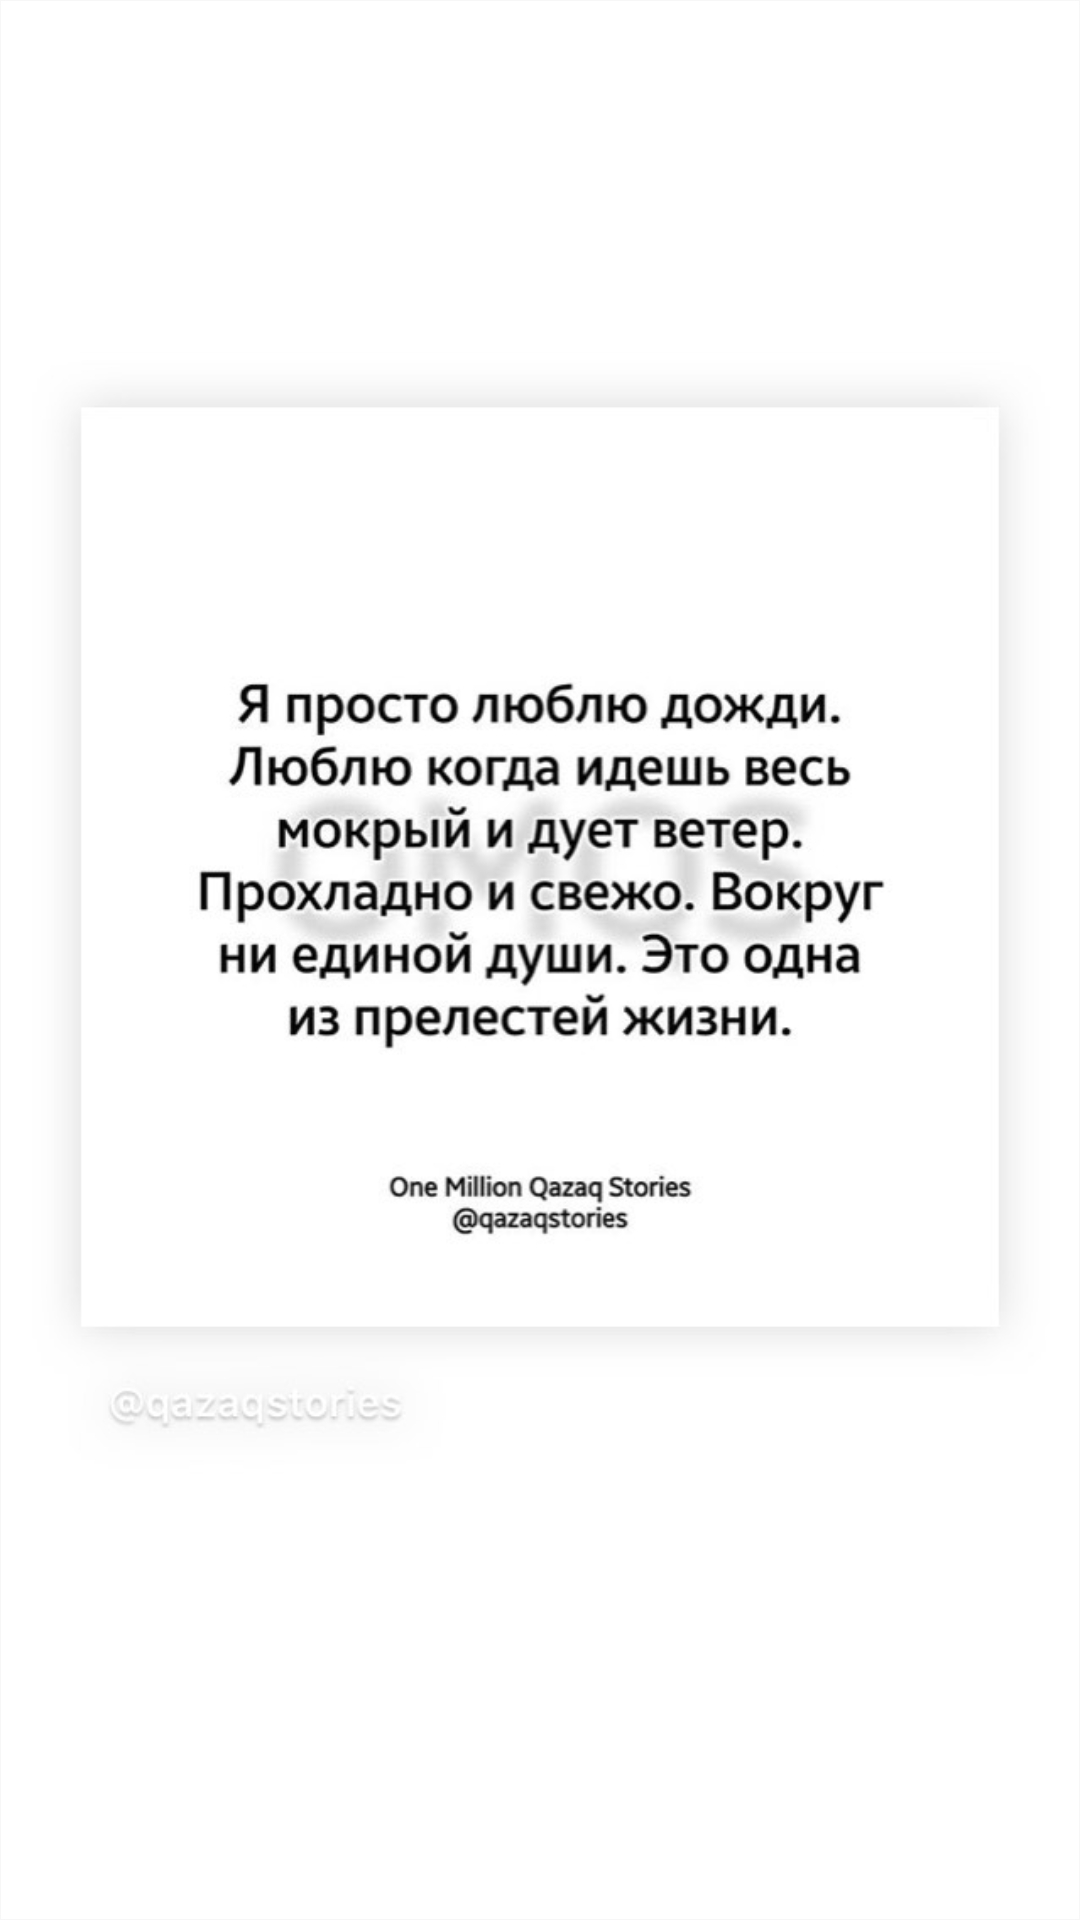 Я просто люблю дожди.
Люблю когда идешь весь
мокрый и дует ветер.
Прохладно и свежо. Вокруг
ни единой души. Это одна
из прелестей жизни.
OMQS
One Million Qazaq Stories
@qazaqstories
@qazaqstories